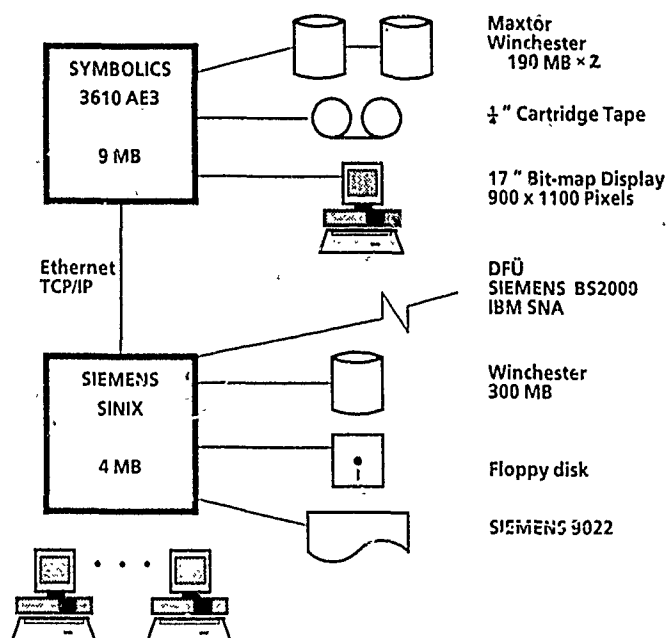 SYMBOLICS
3610 AE3
9 MB
Maxtór
Winchester
190 MB × 2
¼" Cartridge Tape
17" Bit-map Display
900 x 1100 Pixels
Ethernet
TCP/IP
DFÜ
SIEMENS BS2000
IBM SNA
SIEMENS
SINIX
4 MB
Winchester
300 MB
Floppy disk
SIEMENS 9022